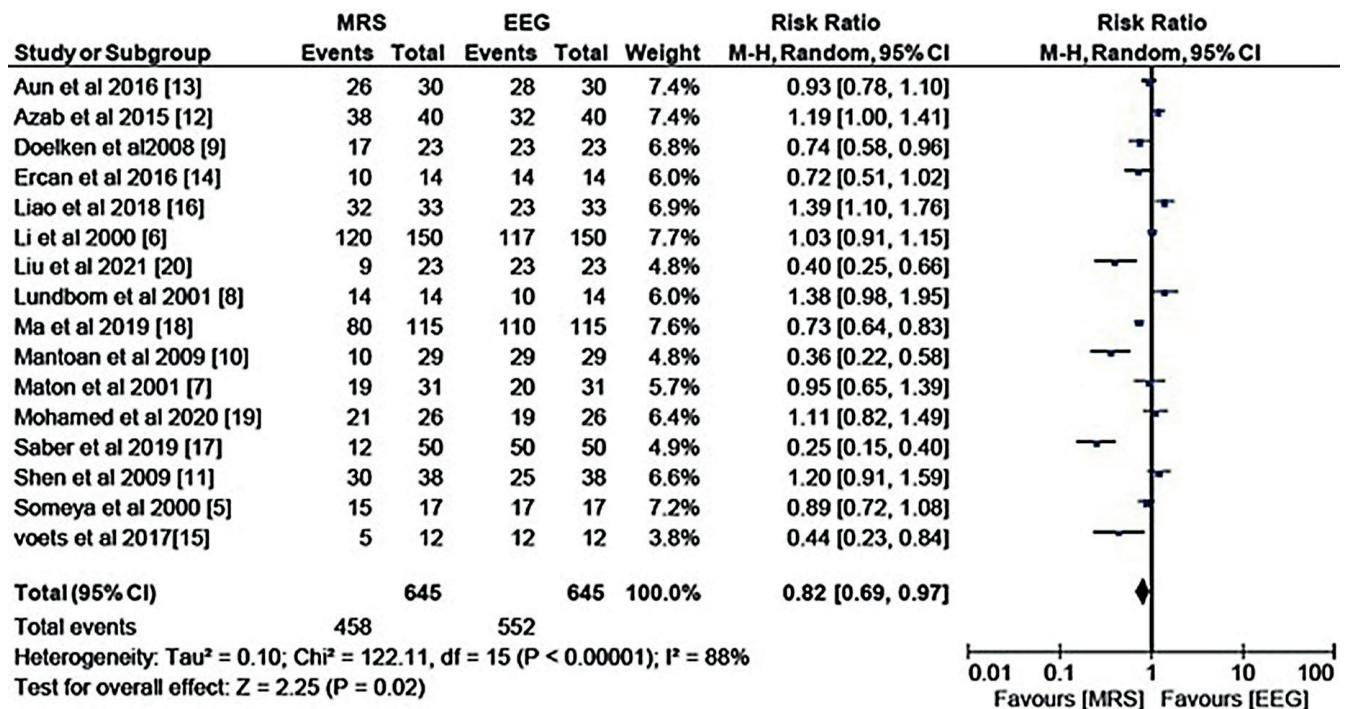 MRS EEG Risk Ratio Risk Ratio
Study or Subgroup Events Total Events Total Weight M-H, Random, 95% CI M-H, Random, 95% CI
Aun et al 2016 [13] 26 30 28 30 7.4% 0.93 [0.78, 1.10]
Azab et al 2015 [12] 38 40 32 40 7.4% 1.19 [1.00, 1.41]
Doelken et al2008 [9] 17 23 23 23 6.8% 0.74 [0.58, 0.96]
Ercan et al 2016 [14] 10 14 14 14 6.0% 0.72 [0.51, 1.02]
Liao et al 2018 [16] 32 33 23 33 6.9% 1.39 [1.10, 1.76]
Li et al 2000 [6] 120 150 117 150 7.7% 1.03 [0.91, 1.15]
Liu et al 2021 [20] 9 23 23 23 4.8% 0.40 [0.25, 0.66]
Lundbom et al 2001 [8] 14 14 10 14 6.0% 1.38 [0.98, 1.95]
Ma et al 2019 [18] 80 115 110 115 7.6% 0.73 [0.64, 0.83]
Mantoan et al 2009 [10] 10 29 29 29 4.8% 0.36 [0.22, 0.58]
Maton et al 2001 [7] 19 31 20 31 5.7% 0.95 [0.65, 1.39]
Mohamed et al 2020 [19] 21 26 19 26 6.4% 1.11 [0.82, 1.49]
Saber et al 2019 [17] 12 50 50 50 4.9% 0.25 [0.15, 0.40]
Shen et al 2009 [11] 30 38 25 38 6.6% 1.20 [0.91, 1.59]
Someya et al 2000 [5] 15 17 17 17 7.2% 0.89 [0.72, 1.08]
voets et al 2017[15] 5 12 12 12 3.8% 0.44 [0.23, 0.84]
Total (95% CI) 645 645 100.0% 0.82 [0.69, 0.97]
Total events 458 552
Heterogeneity: Tau² = 0.10; Chi² = 122.11, df = 15 (P < 0.00001); I² = 88%
Test for overall effect: Z = 2.25 (P = 0.02)
0.01 0.1 1 10 100
Favours [MRS] Favours [EEG]